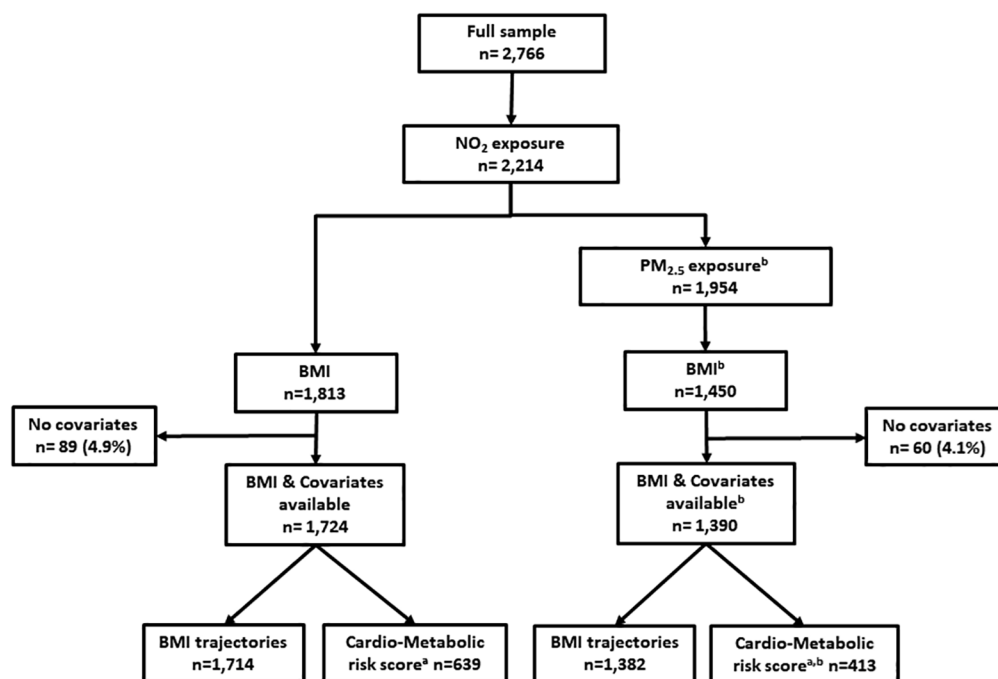 Full sample
n= 2,766
NO₂ exposure
n= 2,214
PM₂.₅ exposureᵇ
n= 1,954
BMI
n=1,813
BMIᵇ
n=1,450
No covariates
n= 89 (4.9%)
No covariates
n= 60 (4.1%)
BMI & Covariates
available
n= 1,724
BMI & Covariates
availableᵇ
n= 1,390
BMI trajectories
n=1,714
Cardio-Metabolic
risk scoreᵃ n=639
BMI trajectories
n=1,382
Cardio-Metabolic
risk scoreᵃ,ᵇ n=413